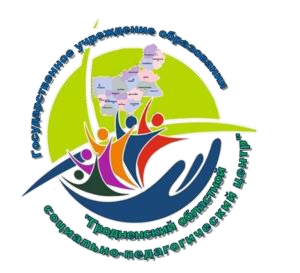 Государственное учреждение образования
"Гродненский областной
социально-педагогический центр"